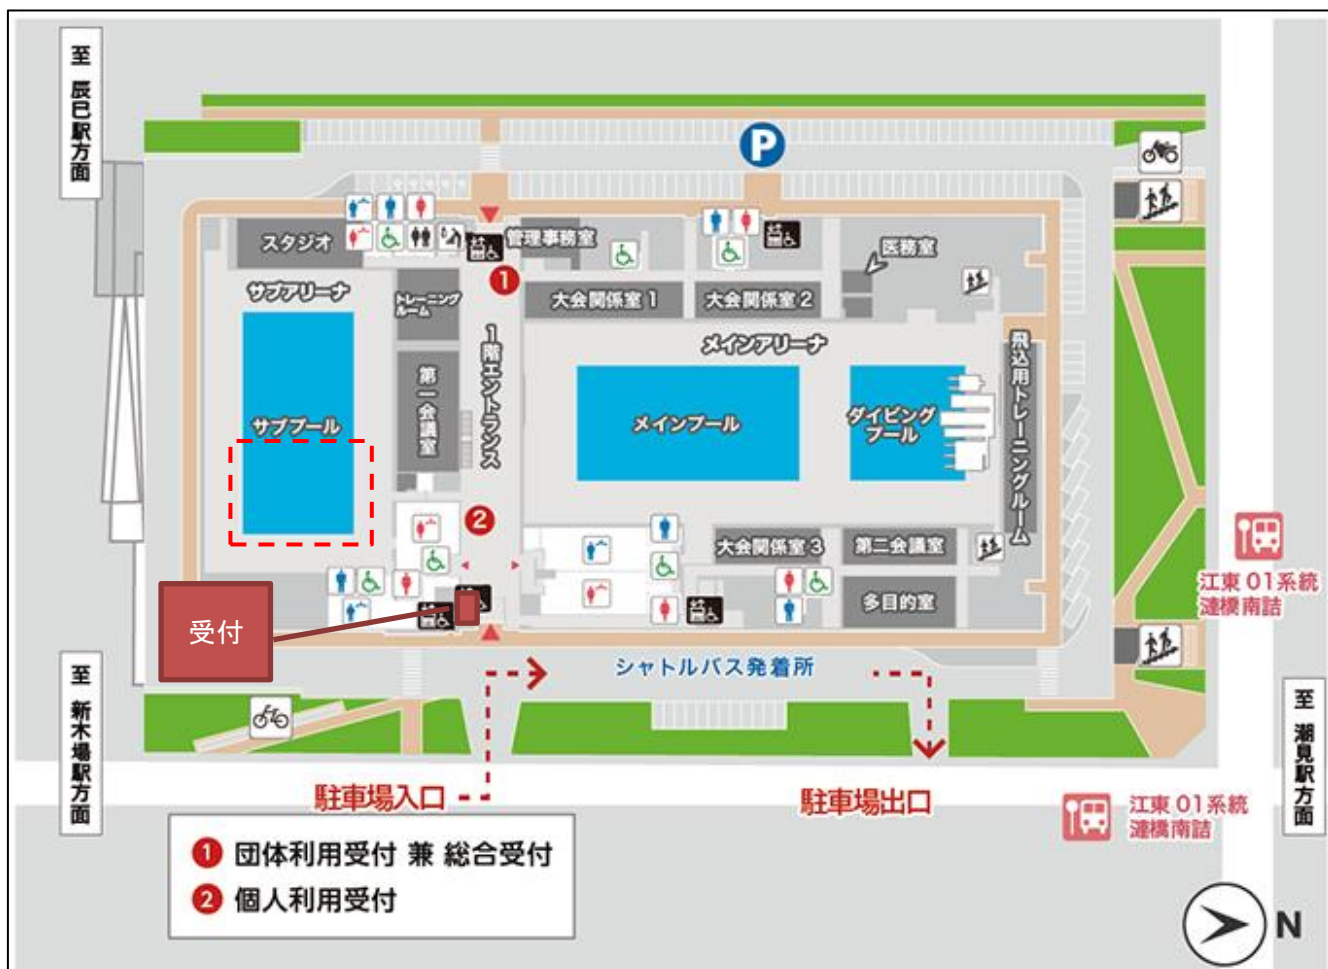 至 辰巳駅方面
P
スタジオ
管理事務室
医務室
1
サブアリーナ
トレーニング
ルーム
大会関係室 1
大会関係室 2
1階エントランス
メインアリーナ
飛込用トレーニングルーム
第一会議室
サブプール
メインプール
ダイビング
プール
2
大会関係室 3
第二会議室
多目的室
受付
江東 01系統
漣橋南詰
シャトルバス発着所
至 新木場駅方面
至 潮見駅方面
駐車場入口
駐車場出口
江東 01系統
漣橋南詰
1 団体利用受付 兼 総合受付
2 個人利用受付
N